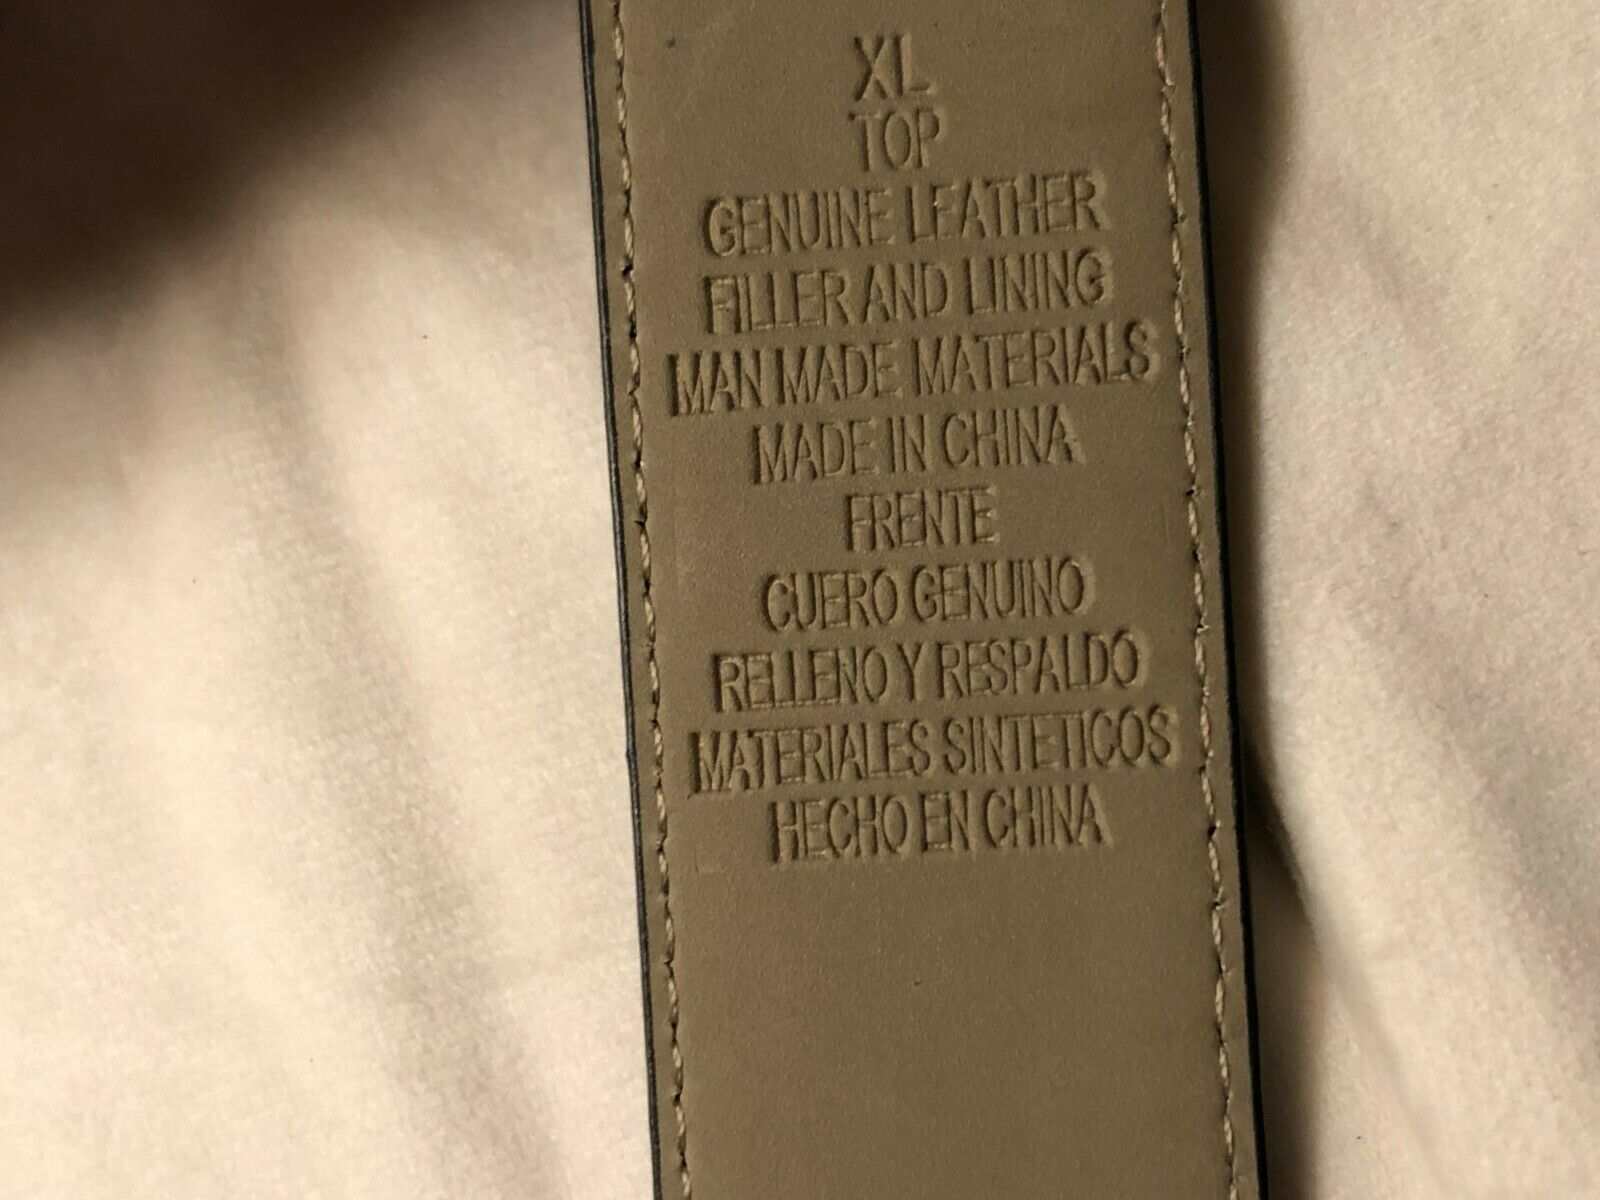 XL
TOP
GENUINE LEATHER
FILLER AND LINING
MAN MADE MATERIALS
MADE IN CHINA
FRENTE
CUERO GENUINO
RELLENO Y RESPALDO
MATERIALES SINTETICOS
HECHO EN CHINA